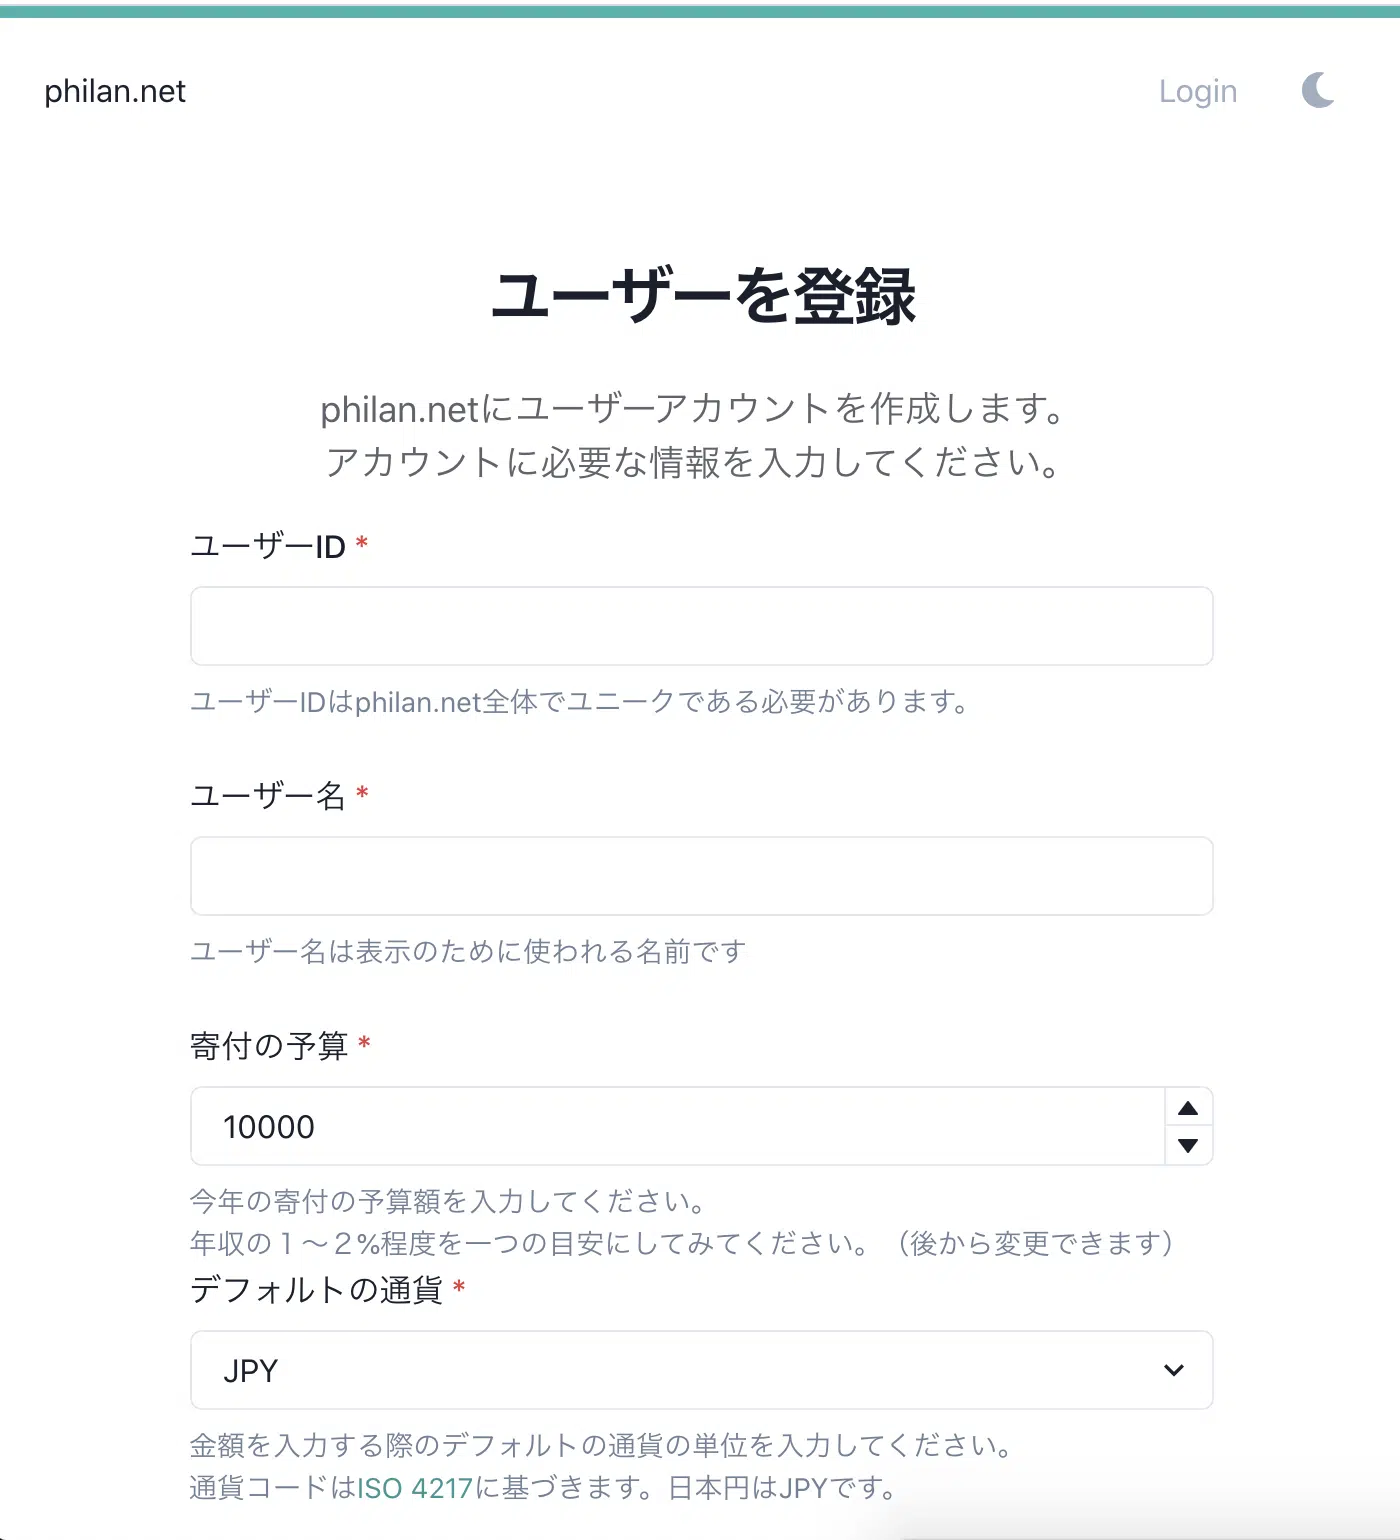 philan.net
Login
ユーザーを登録
philan.netにユーザーアカウントを作成します。
アカウントに必要な情報を入力してください。
ユーザーID *
ユーザーIDはphilan.net全体でユニークである必要があります。
ユーザー名 *
ユーザー名は表示のために使われる名前です
寄付の予算 *
10000
今年の寄付の予算額を入力してください。
年収の１〜２%程度を一つの目安にしてみてください。（後から変更できます）
デフォルトの通貨 *
JPY
金額を入力する際のデフォルトの通貨の単位を入力してください。
通貨コードはISO 4217に基づきます。日本円はJPYです。